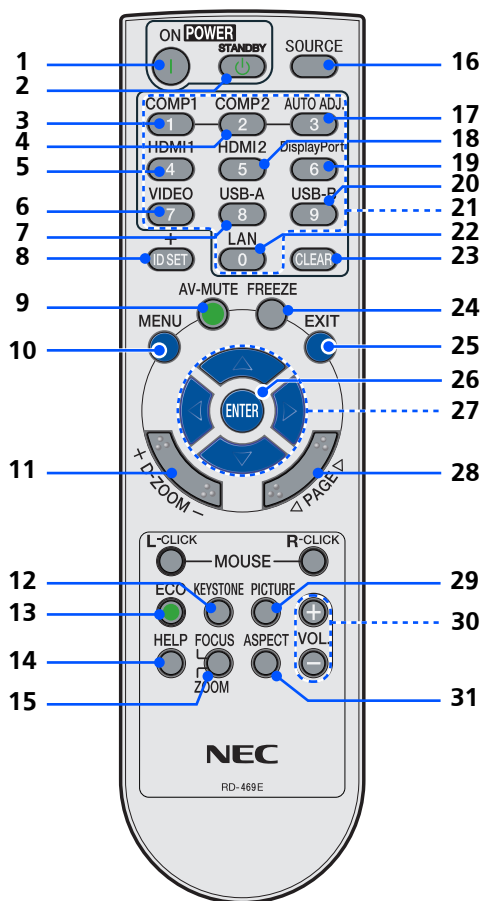 ON POWER
STANDBY
SOURCE
1
2
16
COMP1 COMP2 AUTO ADJ.
3
1 2 3
17
4
18
HDMI1 HDMI2 DisplayPort
5
4 5 6
19
VIDEO USB-A USB-B
20
6
7 8 9
21
7
+
LAN
22
8
ID SET 0 CLEAR
23
AV-MUTE FREEZE
9
24
MENU EXIT
10
25
26
ENTER
27
11
+ D-ZOOM −
◁ PAGE ▷
28
L-CLICK MOUSE R-CLICK
12
ECO KEYSTONE PICTURE
29
13
+
VOL.
−
30
14
HELP FOCUS ASPECT
15
ZOOM
31
NEC
RD-469E